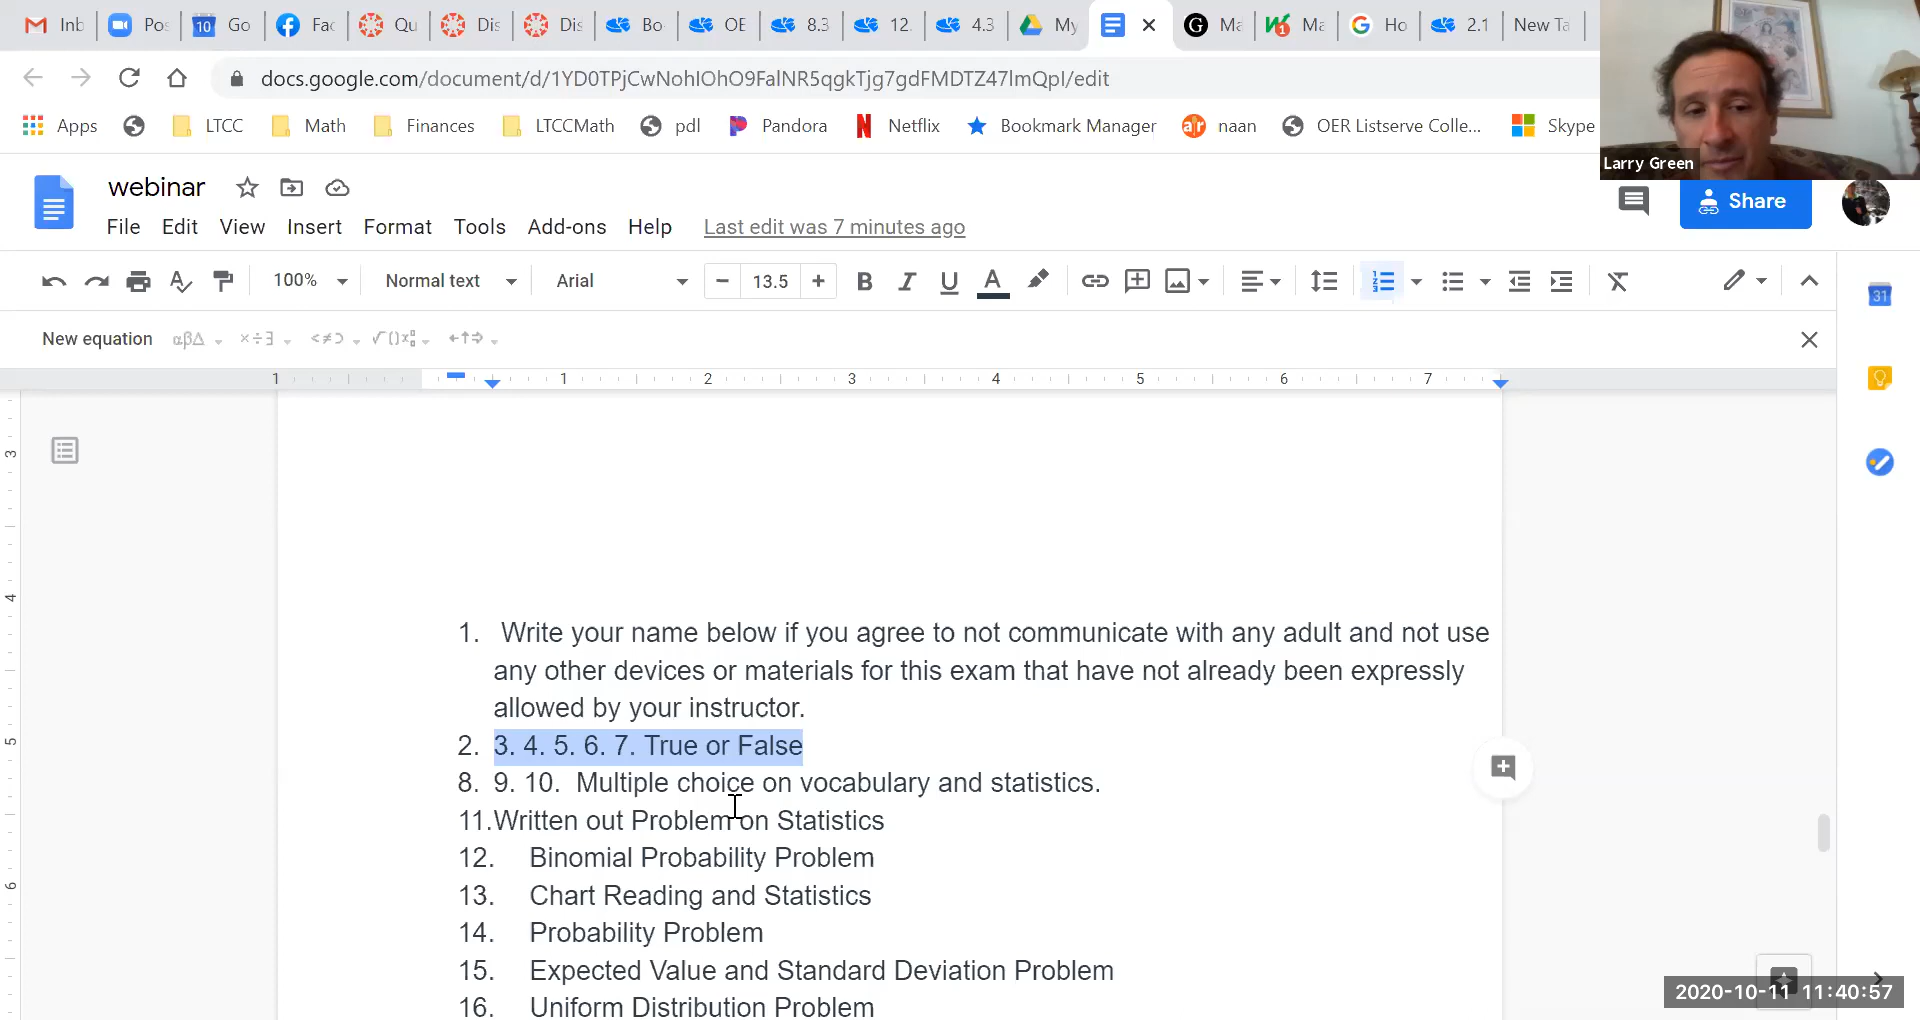 Inb
Pos
10
Go
Fac
Qu
Dis
Dis
Bo
OE
8.3
12.
4.3
My
Ma
Ma
Ho
2.1
New Ta
docs.google.com/document/d/1YD0TPjCwNohIOhO9FalNR5qgkTjg7gdFMDTZ47lmQpI/edit
Apps
LTCC
Math
Finances
LTCCMath
pdl
Pandora
Netflix
Bookmark Manager
naan
OER Listserve Colle...
Skype
Larry Green
webinar
Share
File Edit View Insert Format Tools Add-ons Help Last edit was 7 minutes ago
100% Normal text Arial 13.5
31
New equation
1 1 2 3 4 5 6 7
3
4
5
6
1. Write your name below if you agree to not communicate with any adult and not use
any other devices or materials for this exam that have not already been expressly
allowed by your instructor.
2. 3. 4. 5. 6. 7. True or False
8. 9. 10. Multiple choice on vocabulary and statistics.
11.Written out Problem on Statistics
12. Binomial Probability Problem
13. Chart Reading and Statistics
14. Probability Problem
15. Expected Value and Standard Deviation Problem
16. Uniform Distribution Problem
2020-10-11 11:40:57